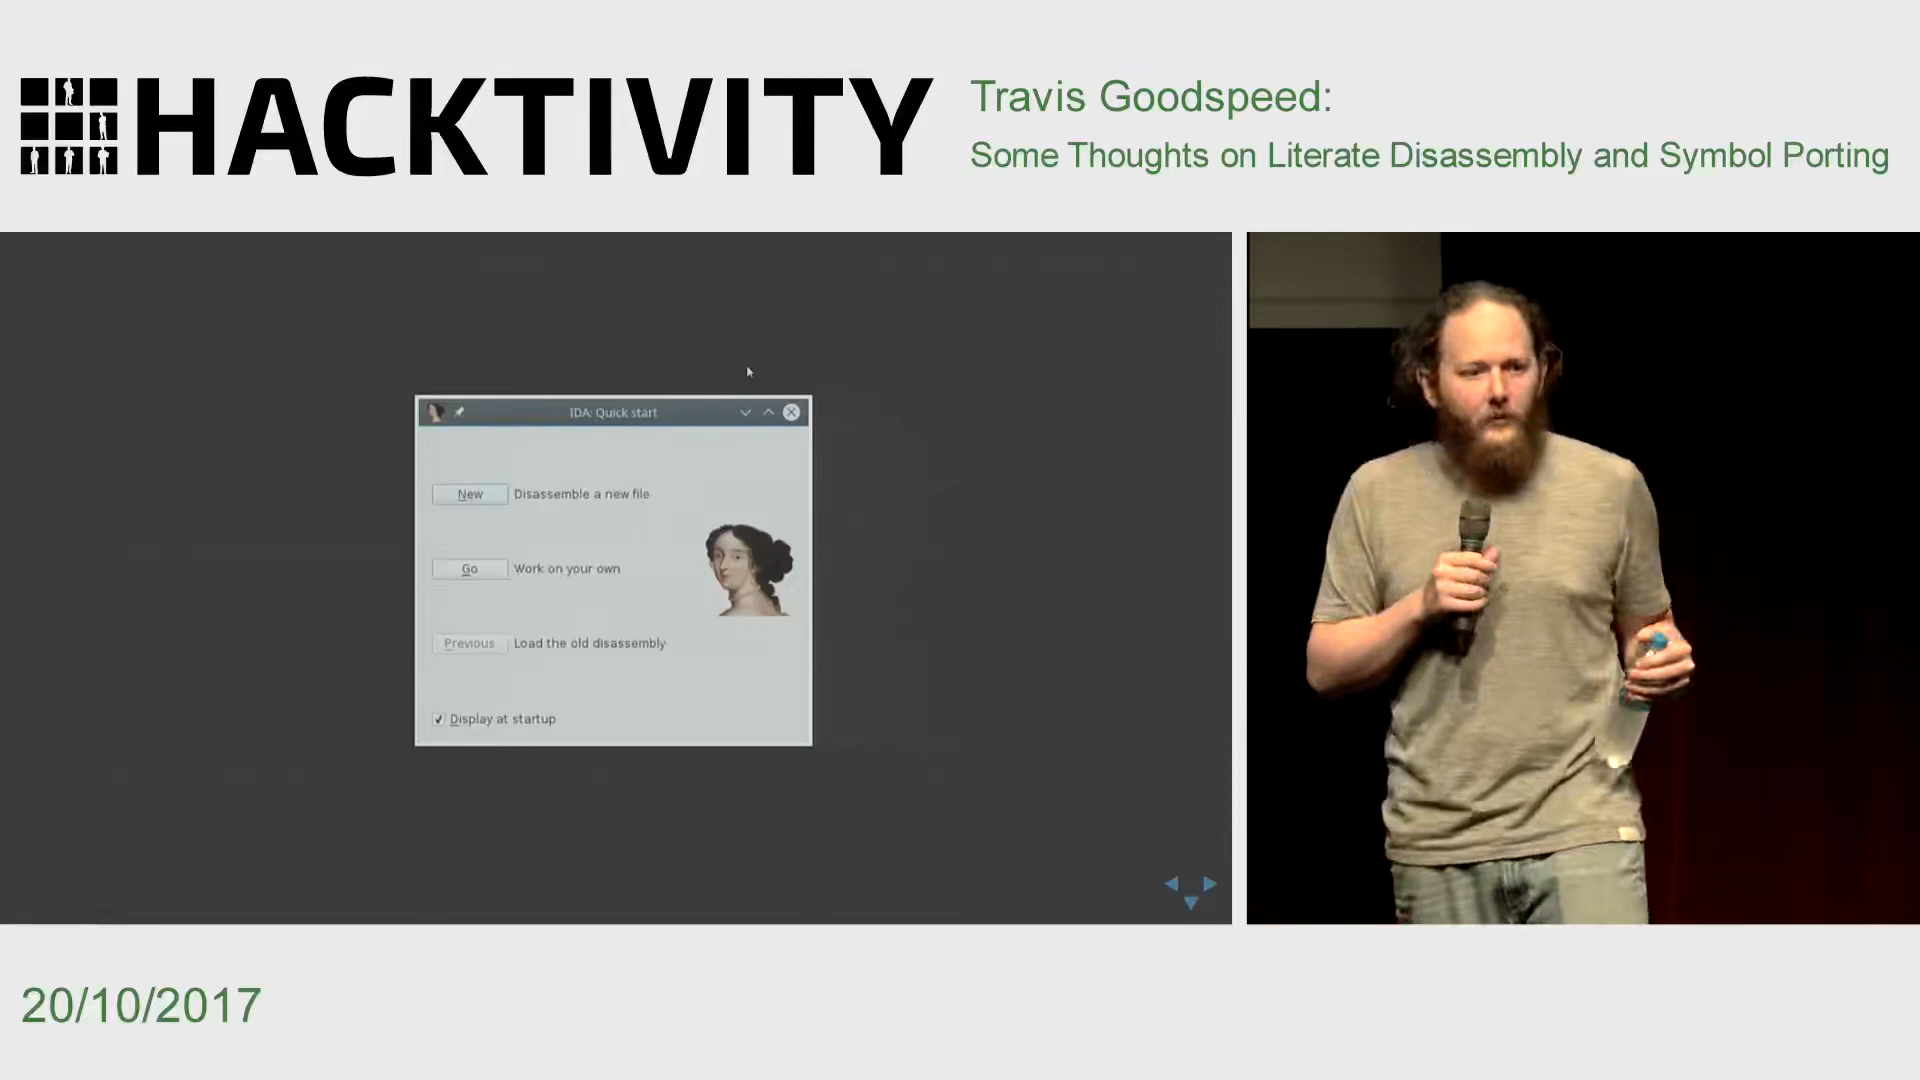 HACKTIVITY
Travis Goodspeed:
Some Thoughts on Literate Disassembly and Symbol Porting
IDA: Quick start
New Disassemble a new file
Go Work on your own
Previous Load the old disassembly
Display at startup
20/10/2017